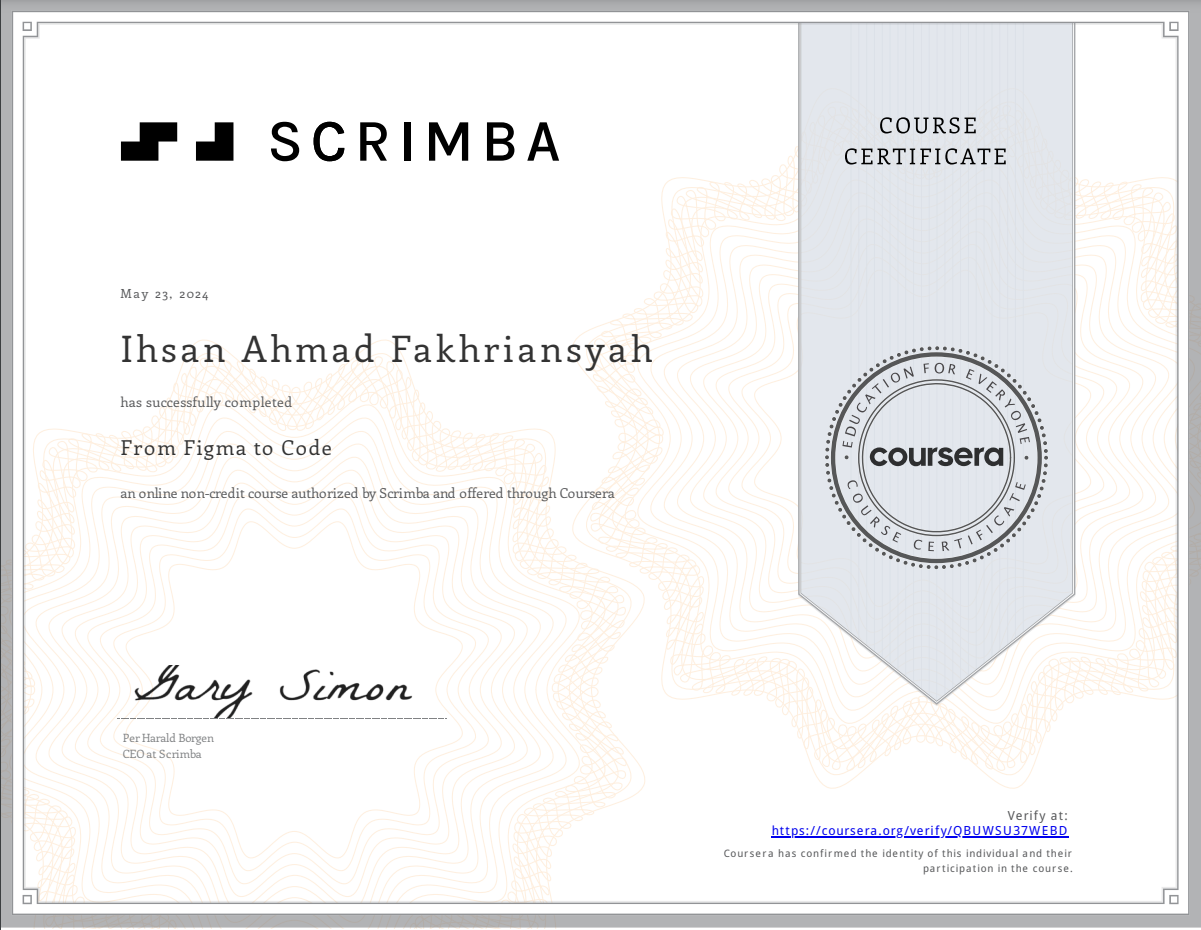 SCRIMBA
COURSE
CERTIFICATE
May 23, 2024
Ihsan Ahmad Fakhriansyah
has successfully completed
From Figma to Code
an online non-credit course authorized by Scrimba and offered through Coursera
EDUCATION FOR EVERYONE
coursera
COURSE CERTIFICATE
Gary Simon
Per Harald Borgen
CEO at Scrimba
Verify at:
https://coursera.org/verify/QBUWSU37WEBD
Coursera has confirmed the identity of this individual and their
participation in the course.